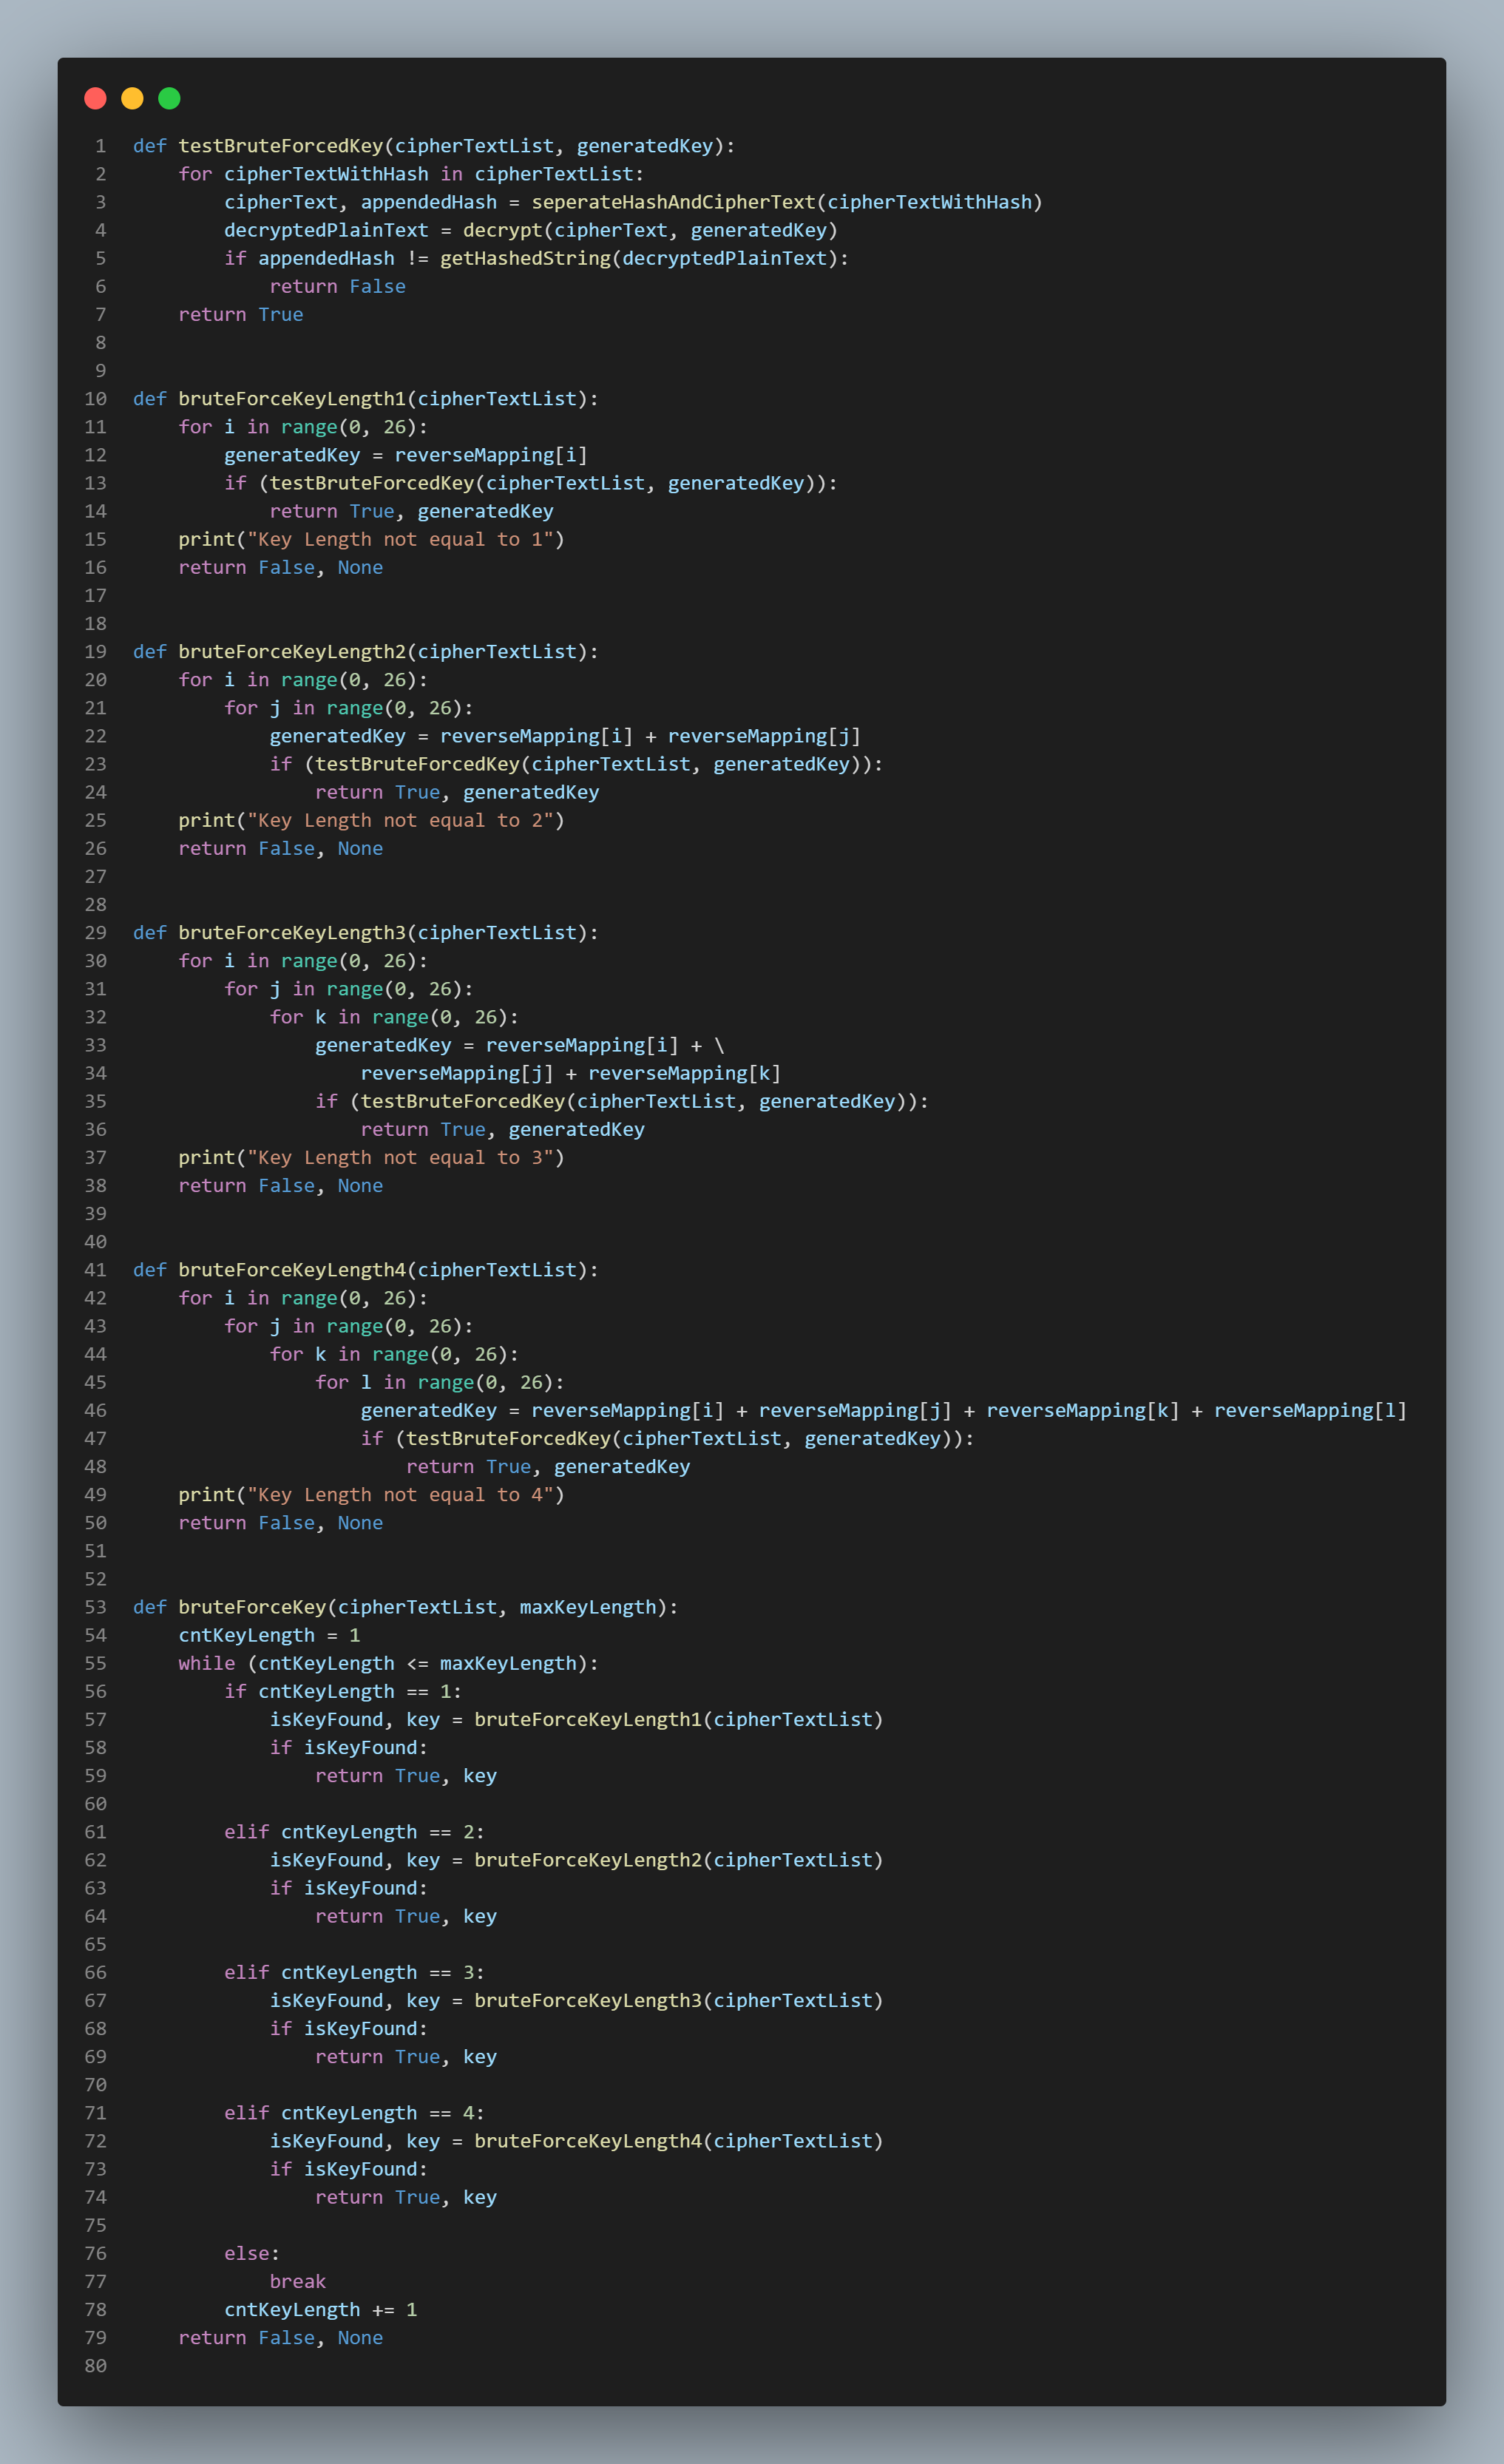 1 def testBruteForcedKey(cipherTextList, generatedKey):
2     for cipherTextWithHash in cipherTextList:
3         cipherText, appendedHash = seperateHashAndCipherText(cipherTextWithHash)
4         decryptedPlainText = decrypt(cipherText, generatedKey)
5         if appendedHash != getHashedString(decryptedPlainText):
6             return False
7     return True
8
9
10 def bruteForceKeyLength1(cipherTextList):
11     for i in range(0, 26):
12         generatedKey = reverseMapping[i]
13         if (testBruteForcedKey(cipherTextList, generatedKey)):
14             return True, generatedKey
15     print("Key Length not equal to 1")
16     return False, None
17
18
19 def bruteForceKeyLength2(cipherTextList):
20     for i in range(0, 26):
21         for j in range(0, 26):
22             generatedKey = reverseMapping[i] + reverseMapping[j]
23             if (testBruteForcedKey(cipherTextList, generatedKey)):
24                 return True, generatedKey
25     print("Key Length not equal to 2")
26     return False, None
27
28
29 def bruteForceKeyLength3(cipherTextList):
30     for i in range(0, 26):
31         for j in range(0, 26):
32             for k in range(0, 26):
33                 generatedKey = reverseMapping[i] + \
34                     reverseMapping[j] + reverseMapping[k]
35                 if (testBruteForcedKey(cipherTextList, generatedKey)):
36                     return True, generatedKey
37     print("Key Length not equal to 3")
38     return False, None
39
40
41 def bruteForceKeyLength4(cipherTextList):
42     for i in range(0, 26):
43         for j in range(0, 26):
44             for k in range(0, 26):
45                 for l in range(0, 26):
46                     generatedKey = reverseMapping[i] + reverseMapping[j] + reverseMapping[k] + reverseMapping[l]
47                     if (testBruteForcedKey(cipherTextList, generatedKey)):
48                         return True, generatedKey
49     print("Key Length not equal to 4")
50     return False, None
51
52
53 def bruteForceKey(cipherTextList, maxKeyLength):
54     cntKeyLength = 1
55     while (cntKeyLength <= maxKeyLength):
56         if cntKeyLength == 1:
57             isKeyFound, key = bruteForceKeyLength1(cipherTextList)
58             if isKeyFound:
59                 return True, key
60
61         elif cntKeyLength == 2:
62             isKeyFound, key = bruteForceKeyLength2(cipherTextList)
63             if isKeyFound:
64                 return True, key
65
66         elif cntKeyLength == 3:
67             isKeyFound, key = bruteForceKeyLength3(cipherTextList)
68             if isKeyFound:
69                 return True, key
70
71         elif cntKeyLength == 4:
72             isKeyFound, key = bruteForceKeyLength4(cipherTextList)
73             if isKeyFound:
74                 return True, key
75
76         else:
77             break
78         cntKeyLength += 1
79     return False, None
80